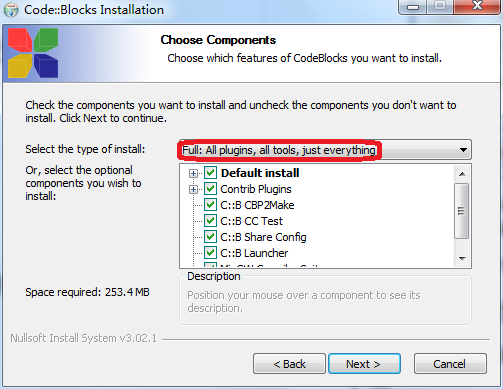 Code::Blocks Installation
Choose Components
Choose which features of CodeBlocks you want to install.
Check the components you want to install and uncheck the components you don't want to
install. Click Next to continue.
Select the type of install:
Full: All plugins, all tools, just everything
Or, select the optional
components you wish to
install:
Default install
Contrib Plugins
C::B CBP2Make
C::B CC Test
C::B Share Config
C::B Launcher
Description
Position your mouse over a component to see its
description.
Space required: 253.4MB
Nullsoft Install System v3.02.1
< Back
Next >
Cancel